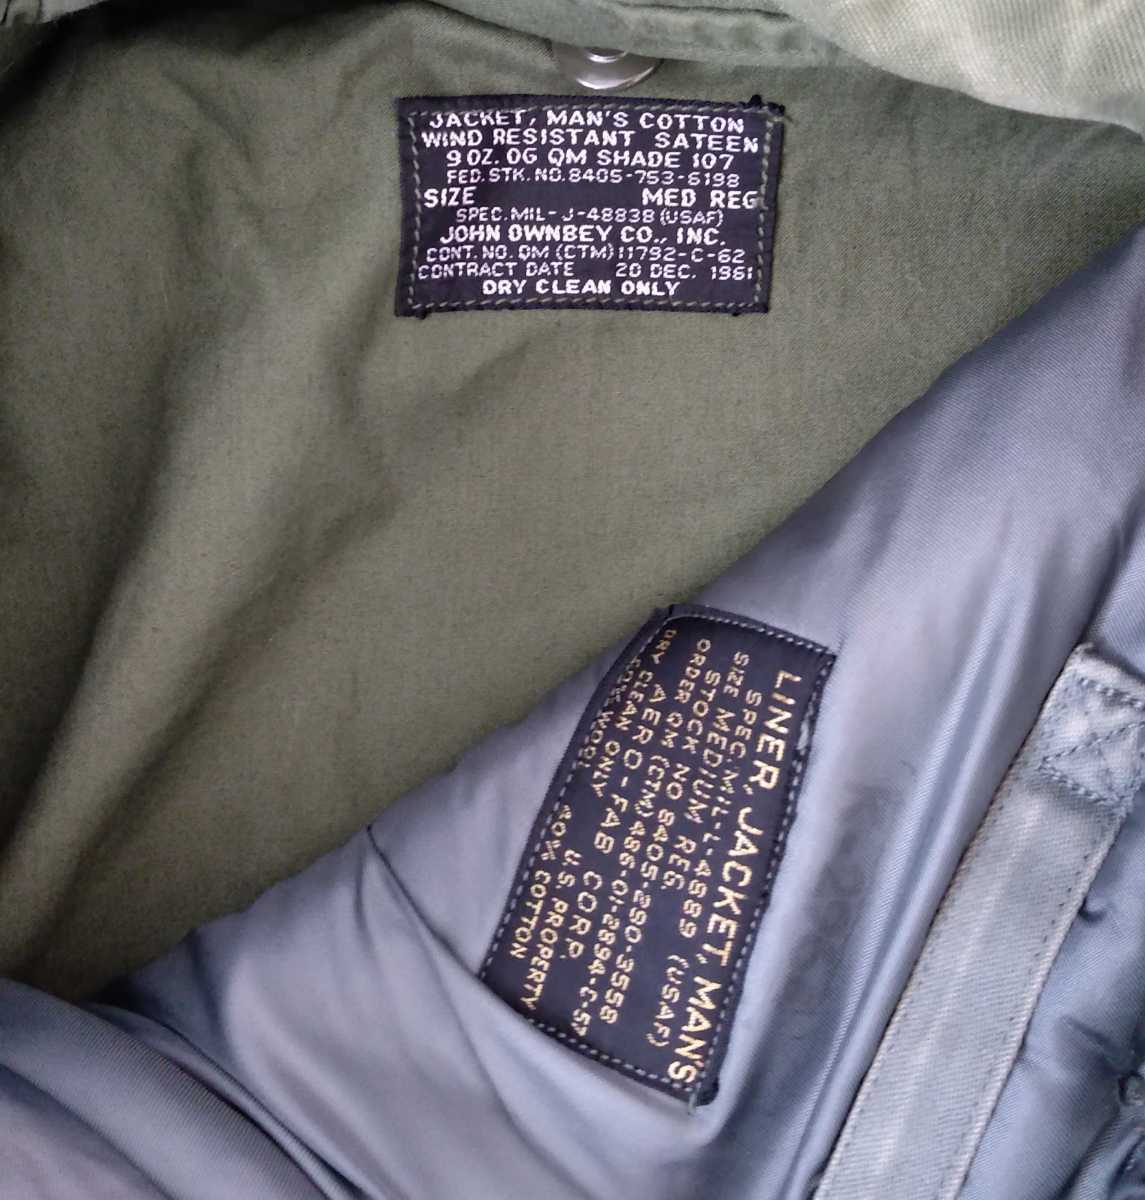 JACKET, MAN'S COTTON
WIND RESISTANT SATEEN
9 OZ. OG QM SHADE 107
FED. STK. NO. 8405-753-6198
SIZE MED REG
SPEC. MIL-J-48838 (USAF)
JOHN OWNBEY CO., INC.
CONT. NO. QM (CTM) 11792-C-62
CONTRACT DATE 20 DEC. 1961
DRY CLEAN ONLY
LINER, JACKET, MAN'S
SPEC. MIL-L-4889 (USAF)
SIZE MEDIUM REG
STOCK NO 8405-290-3558
ORDER QM (CTM) 486-01-2894-C-57
AERO-FAB CORP.
DRY CLEAN ONLY U.S. PROPERTY
WOOL 40% COTTON